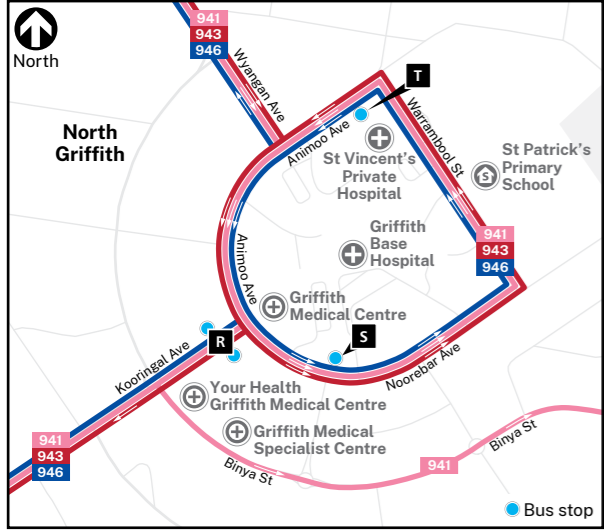 941
943
946
North
Wyangan Ave
T
North
Griffith
Animoo Ave
Warrambool St
St Vincent's
Private
Hospital
St Patrick's
Primary
School
S
Griffith
Base
Hospital
941
943
946
Animoo Ave
Griffith
Medical Centre
R
S
Kooringal Ave
Noorebar Ave
Your Health
Griffith Medical Centre
Griffith Medical
Specialist Centre
941
943
946
Binya St
941
Binya St
Bus stop